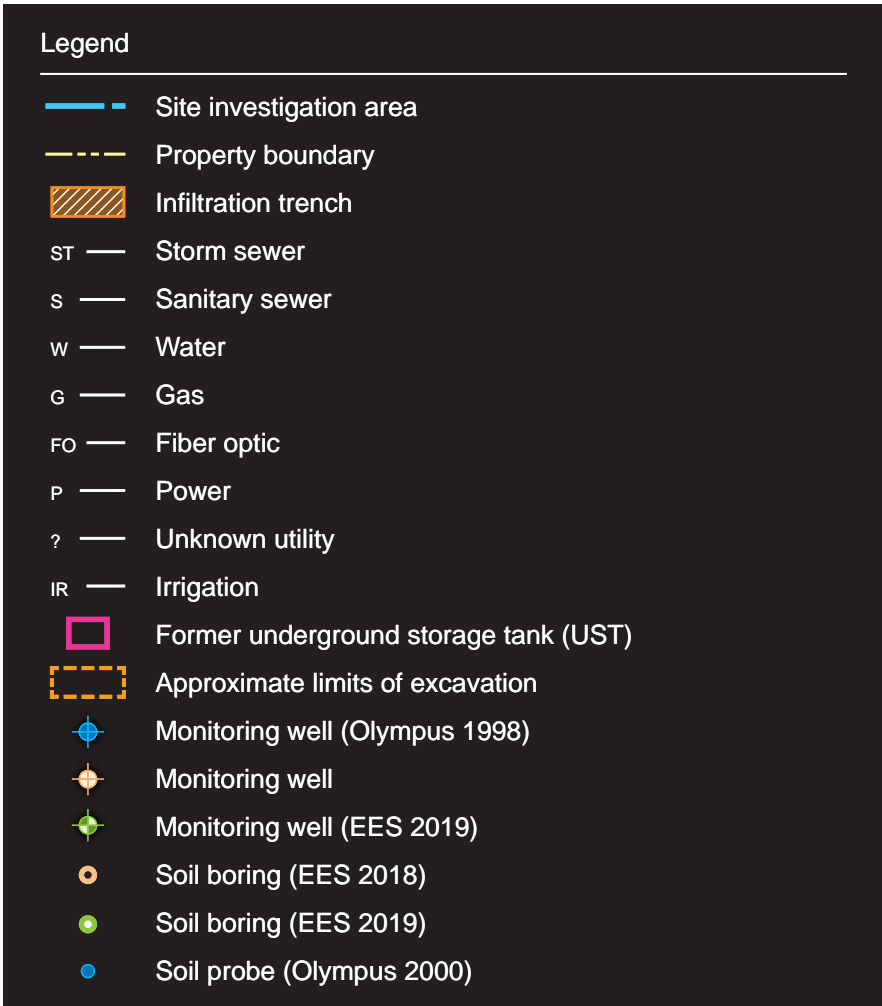 Legend
Site investigation area
Property boundary
Infiltration trench
ST Storm sewer
S Sanitary sewer
W Water
G Gas
FO Fiber optic
P Power
? Unknown utility
IR Irrigation
Former underground storage tank (UST)
Approximate limits of excavation
Monitoring well (Olympus 1998)
Monitoring well
Monitoring well (EES 2019)
Soil boring (EES 2018)
Soil boring (EES 2019)
Soil probe (Olympus 2000)